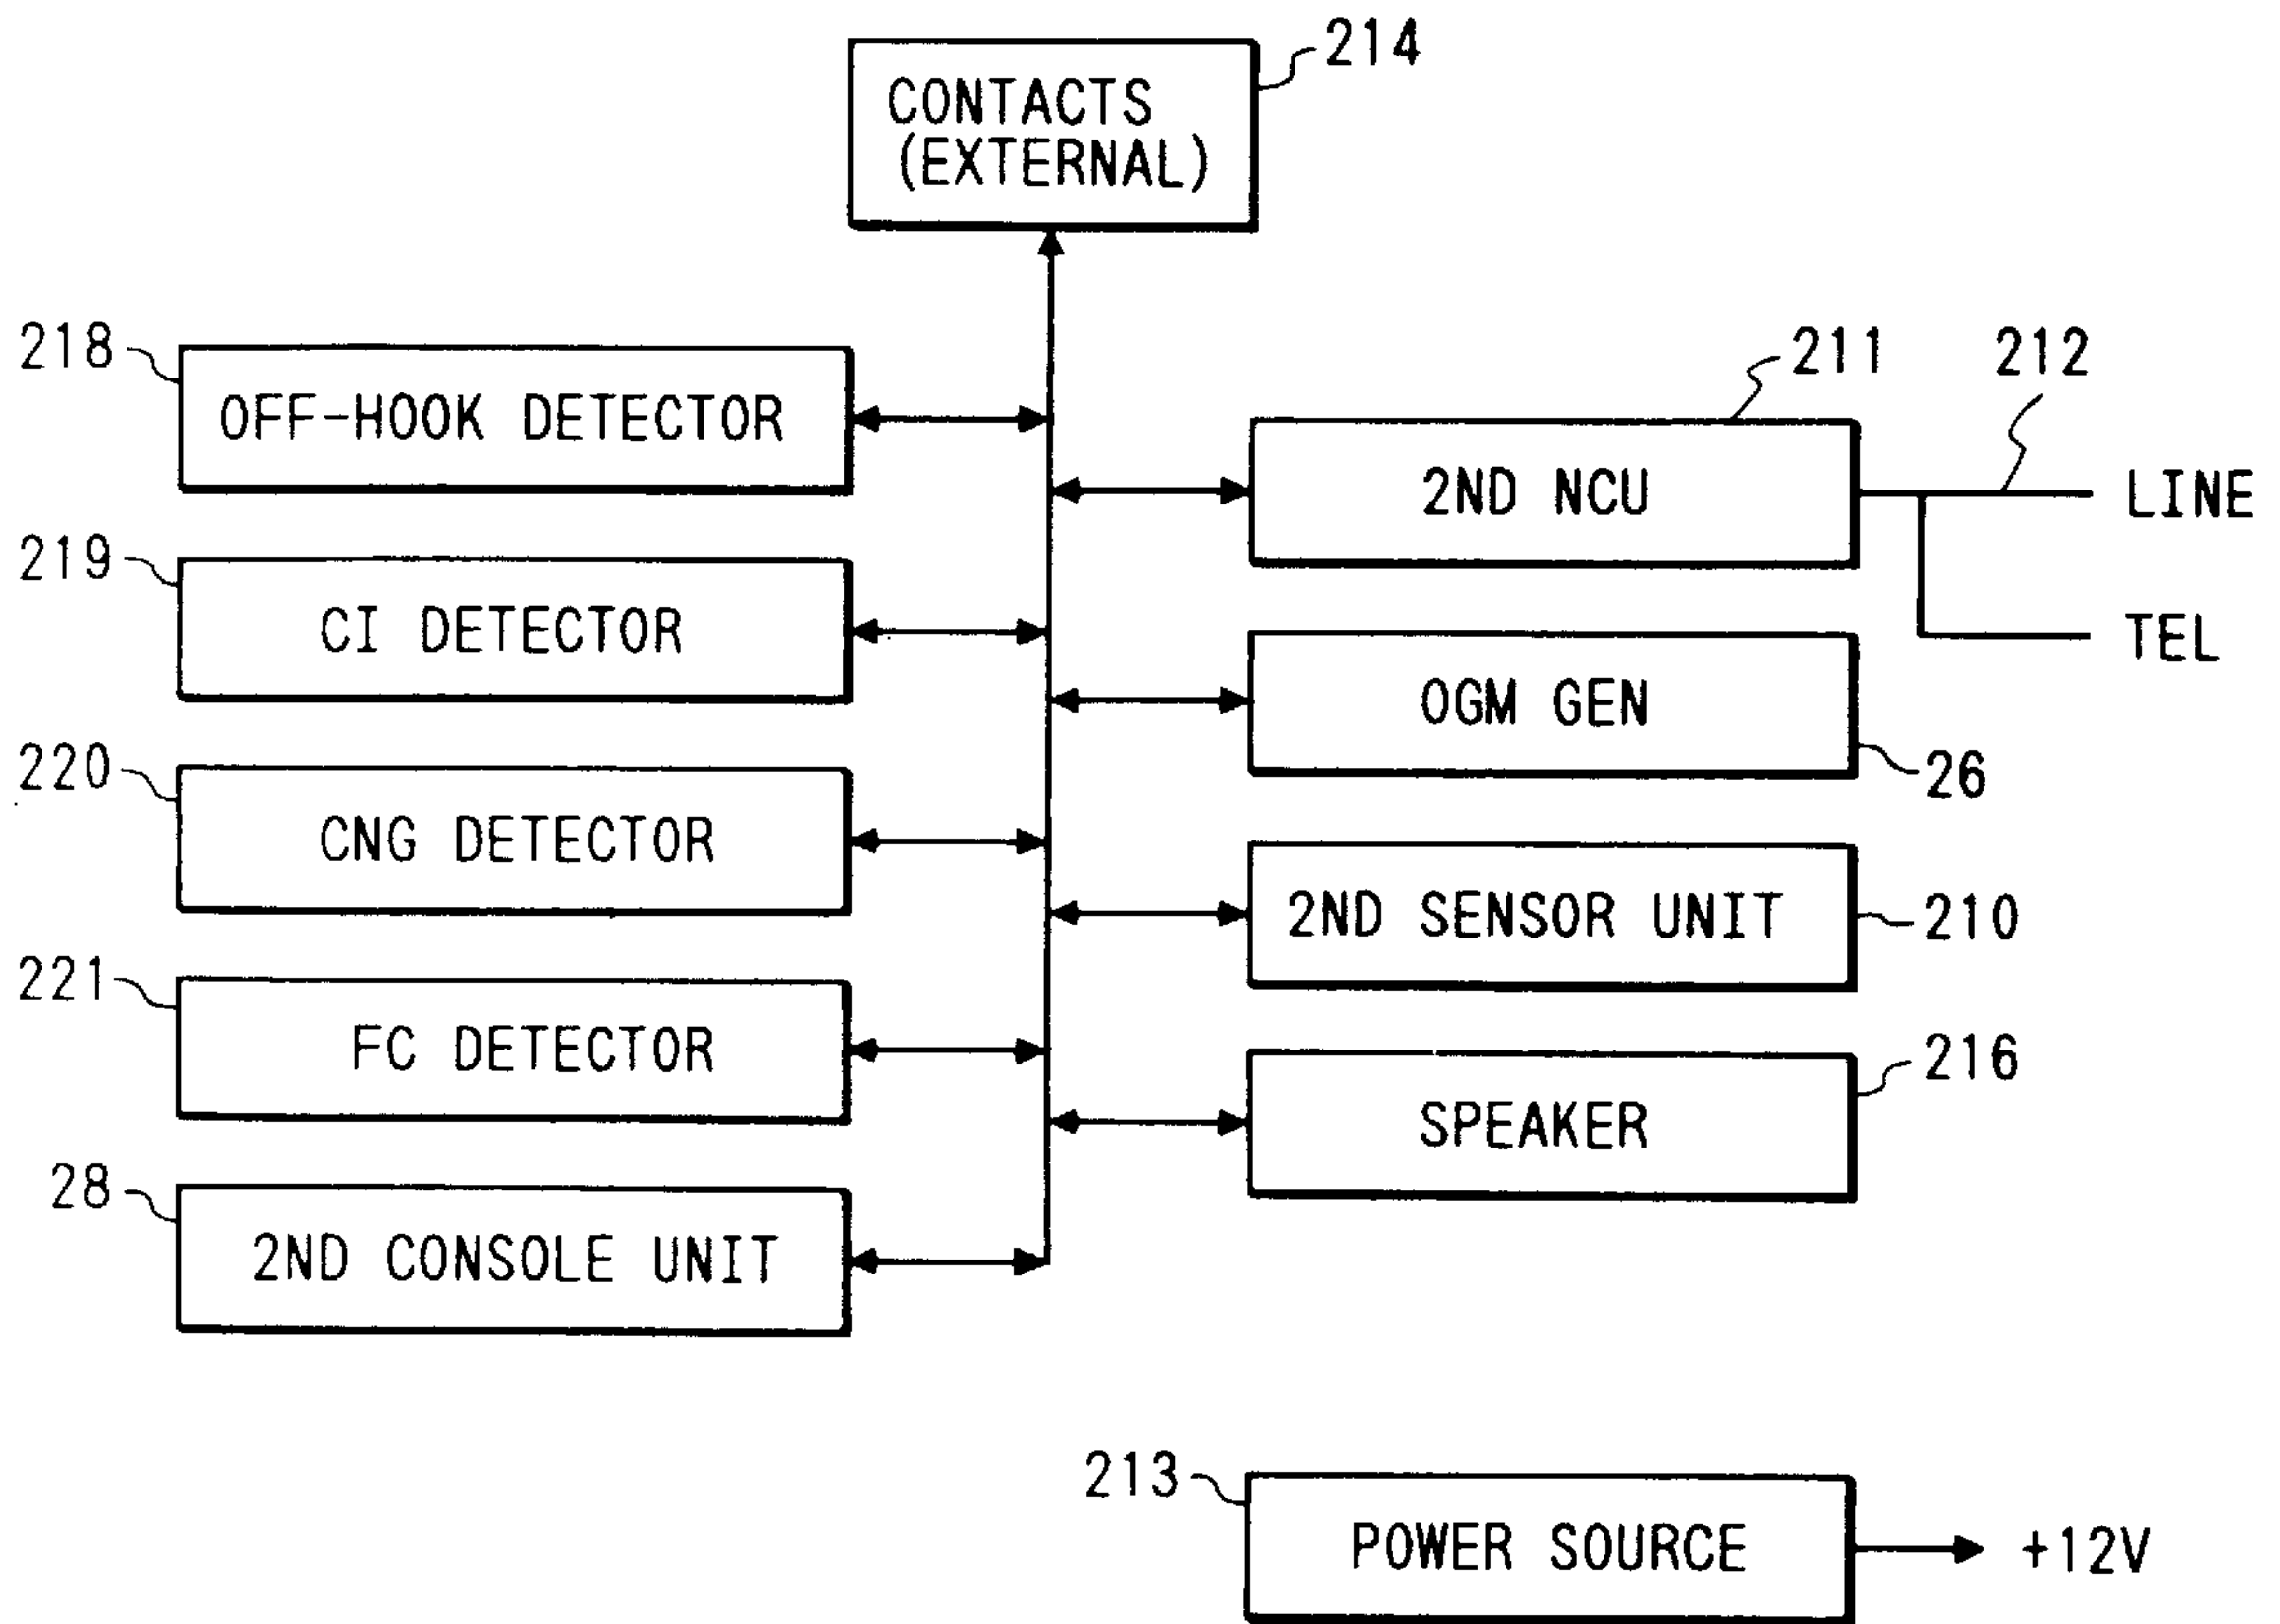 214
CONTACTS
(EXTERNAL)
218
OFF-HOOK DETECTOR
211
212
2ND NCU
LINE
219
CI DETECTOR
TEL
OGM GEN
26
220
CNG DETECTOR
2ND SENSOR UNIT
210
221
FC DETECTOR
216
SPEAKER
28
2ND CONSOLE UNIT
213
POWER SOURCE
+12V